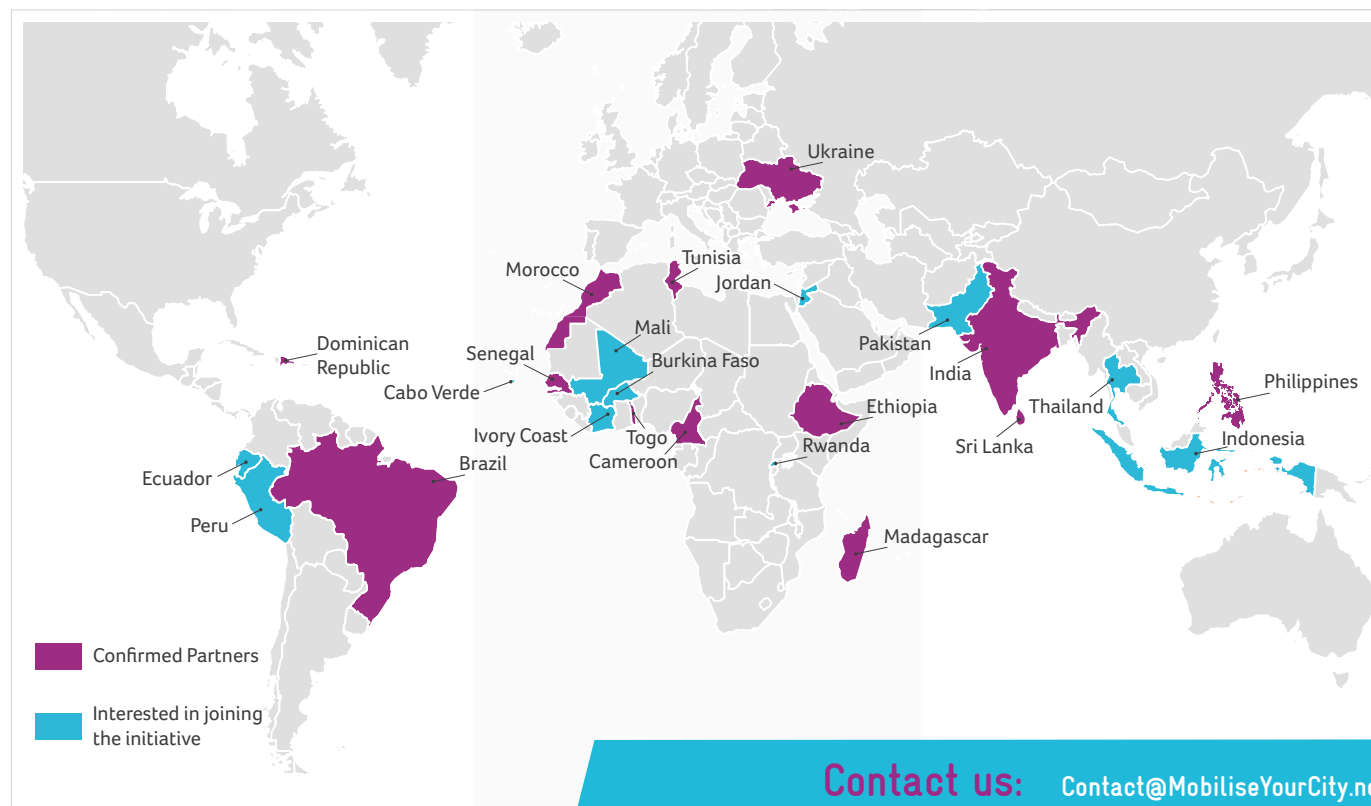 Ukraine
Tunisia
Morocco
Jordan
Mali
Dominican
Republic
Senegal
Burkina Faso
Pakistan
India
Cabo Verde
Philippines
Ethiopia
Thailand
Ivory Coast
Togo
Rwanda
Sri Lanka
Indonesia
Cameroon
Brazil
Ecuador
Peru
Madagascar
Confirmed Partners
Interested in joining
the initiative
Contact us: Contact@MobiliseYourCity.ne